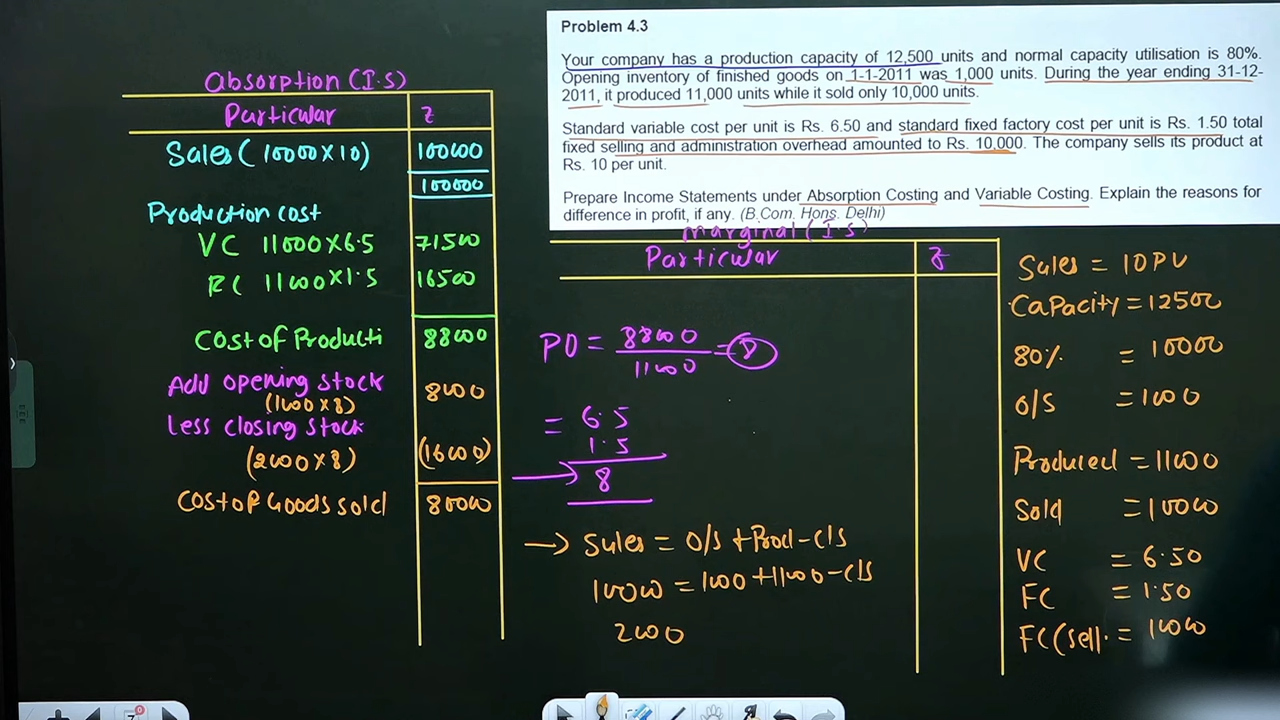 Problem 4.3
Your company has a production capacity of 12,500 units and normal capacity utilisation is 80%.
Opening inventory of finished goods on 1-1-2011 was 1,000 units. During the year ending 31-12-
2011, it produced 11,000 units while it sold only 10,000 units.
Standard variable cost per unit is Rs. 6.50 and standard fixed factory cost per unit is Rs. 1.50 total
fixed selling and administration overhead amounted to Rs. 10,000. The company sells its product at
Rs. 10 per unit.
Prepare Income Statements under Absorption Costing and Variable Costing. Explain the reasons for
difference in profit, if any. (B.Com. Hons. Delhi)
Absorption (I.S)
Particular ₹
Sales (10000×10) 100000
100000
Production cost
VC 11000×6.5 71500
FC 11000×1.5 16500
Cost of Producti 88000
Add opening stock 8000
(1000×8)
Less closing stock
(2000×8) (16000)
Cost of Goods sold 80000
PO = 88000 / 11000 = 8
= 6.5
1.5
→ 8
→ Sales = O/S + Prod - C/S
10000 = 1000 + 11000 - C/S
2000
marginal (I.S)
Particular ₹
Sales = 10 PU
Capacity = 12500
80% = 10000
O/S = 1000
Produced = 11000
Sold = 10000
VC = 6.50
FC = 1.50
FC (sell. = 10000